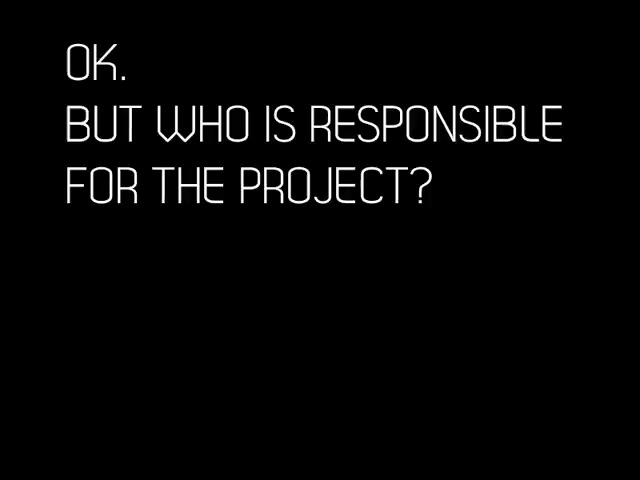 OK.
BUT WHO IS RESPONSIBLE
FOR THE PROJECT?